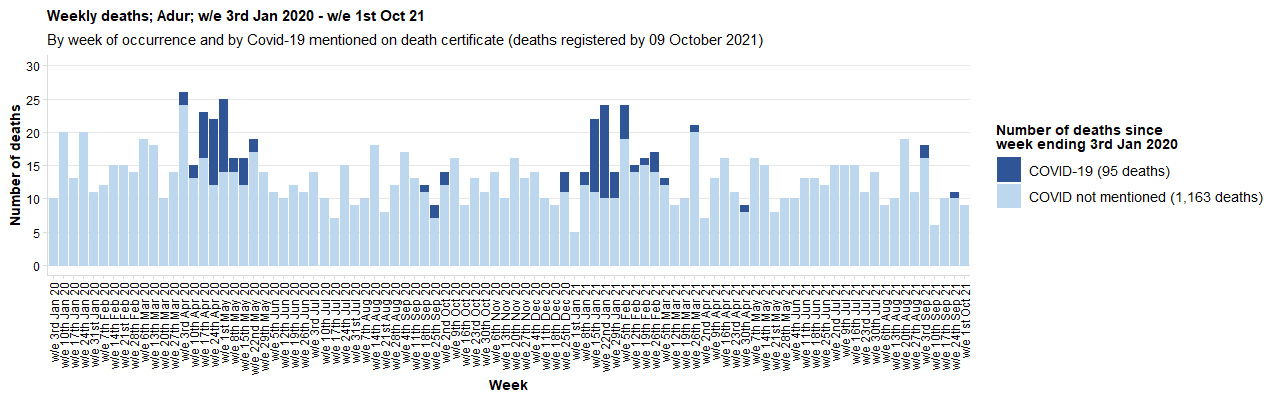 Weekly deaths; Adur; w/e 3rd Jan 2020 - w/e 1st Oct 21
By week of occurrence and by Covid-19 mentioned on death certificate (deaths registered by 09 October 2021)
Number of deaths
30
25
20
15
10
5
0
w/e 3rd Jan 20
w/e 10th Jan 20
w/e 17th Jan 20
w/e 24th Jan 20
w/e 31st Jan 20
w/e 7th Feb 20
w/e 14th Feb 20
w/e 21st Feb 20
w/e 28th Feb 20
w/e 6th Mar 20
w/e 13th Mar 20
w/e 20th Mar 20
w/e 27th Mar 20
w/e 3rd Apr 20
w/e 10th Apr 20
w/e 17th Apr 20
w/e 24th Apr 20
w/e 1st May 20
w/e 8th May 20
w/e 15th May 20
w/e 22nd May 20
w/e 29th May 20
w/e 5th Jun 20
w/e 12th Jun 20
w/e 19th Jun 20
w/e 26th Jun 20
w/e 3rd Jul 20
w/e 10th Jul 20
w/e 17th Jul 20
w/e 24th Jul 20
w/e 31st Jul 20
w/e 7th Aug 20
w/e 14th Aug 20
w/e 21st Aug 20
w/e 28th Aug 20
w/e 4th Sep 20
w/e 11th Sep 20
w/e 18th Sep 20
w/e 25th Sep 20
w/e 2nd Oct 20
w/e 9th Oct 20
w/e 16th Oct 20
w/e 23rd Oct 20
w/e 30th Oct 20
w/e 6th Nov 20
w/e 13th Nov 20
w/e 20th Nov 20
w/e 27th Nov 20
w/e 4th Dec 20
w/e 11th Dec 20
w/e 18th Dec 20
w/e 25th Dec 20
w/e 1st Jan 21
w/e 8th Jan 21
w/e 15th Jan 21
w/e 22nd Jan 21
w/e 29th Jan 21
w/e 5th Feb 21
w/e 12th Feb 21
w/e 19th Feb 21
w/e 26th Feb 21
w/e 5th Mar 21
w/e 12th Mar 21
w/e 19th Mar 21
w/e 26th Mar 21
w/e 2nd Apr 21
w/e 9th Apr 21
w/e 16th Apr 21
w/e 23rd Apr 21
w/e 30th Apr 21
w/e 7th May 21
w/e 14th May 21
w/e 21st May 21
w/e 28th May 21
w/e 4th Jun 21
w/e 11th Jun 21
w/e 18th Jun 21
w/e 25th Jun 21
w/e 2nd Jul 21
w/e 9th Jul 21
w/e 16th Jul 21
w/e 23rd Jul 21
w/e 30th Jul 21
w/e 6th Aug 21
w/e 13th Aug 21
w/e 20th Aug 21
w/e 27th Aug 21
w/e 3rd Sep 21
w/e 10th Sep 21
w/e 17th Sep 21
w/e 24th Sep 21
w/e 1st Oct 21
Week
Number of deaths since
week ending 3rd Jan 2020
COVID-19 (95 deaths)
COVID not mentioned (1,163 deaths)